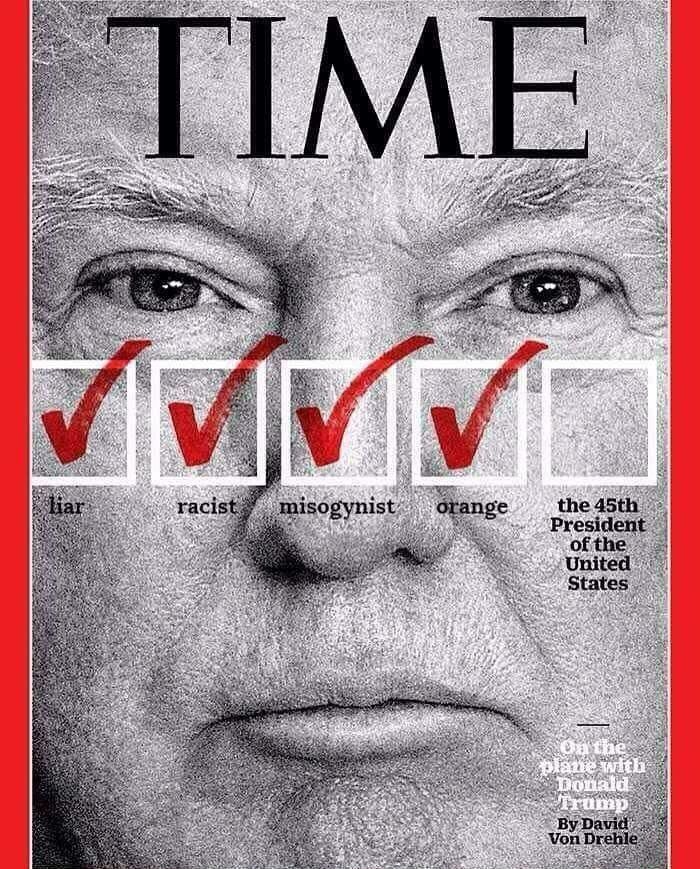 TIME
liar racist misogynist orange the 45th
President
of the
United
States
On the
plane with
Donald
Trump
By David
Von Drehle